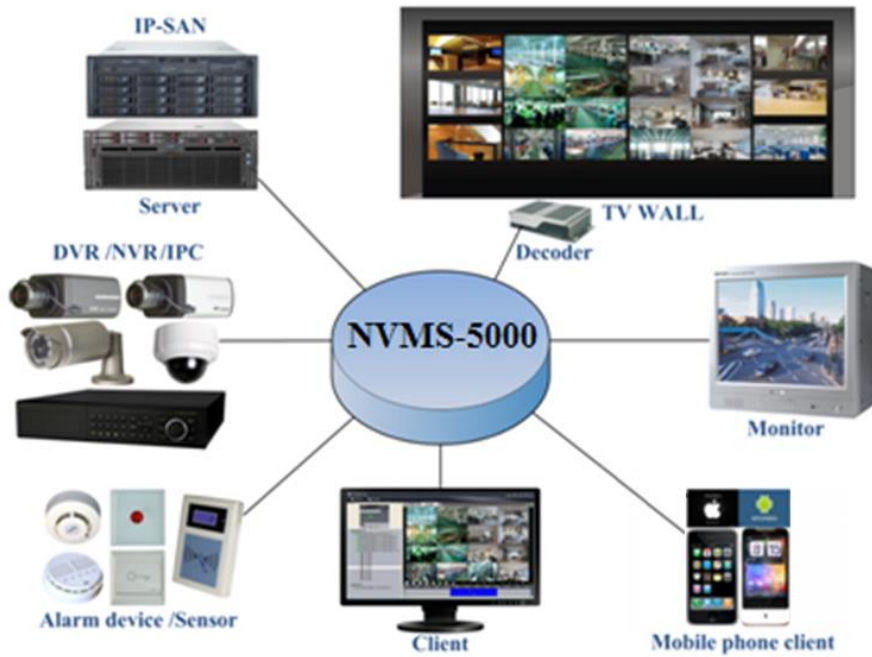 IP-SAN
Server
TV WALL
Decoder
DVR /NVR/IPC
NVMS-5000
Monitor
Alarm device /Sensor
Client
Mobile phone client